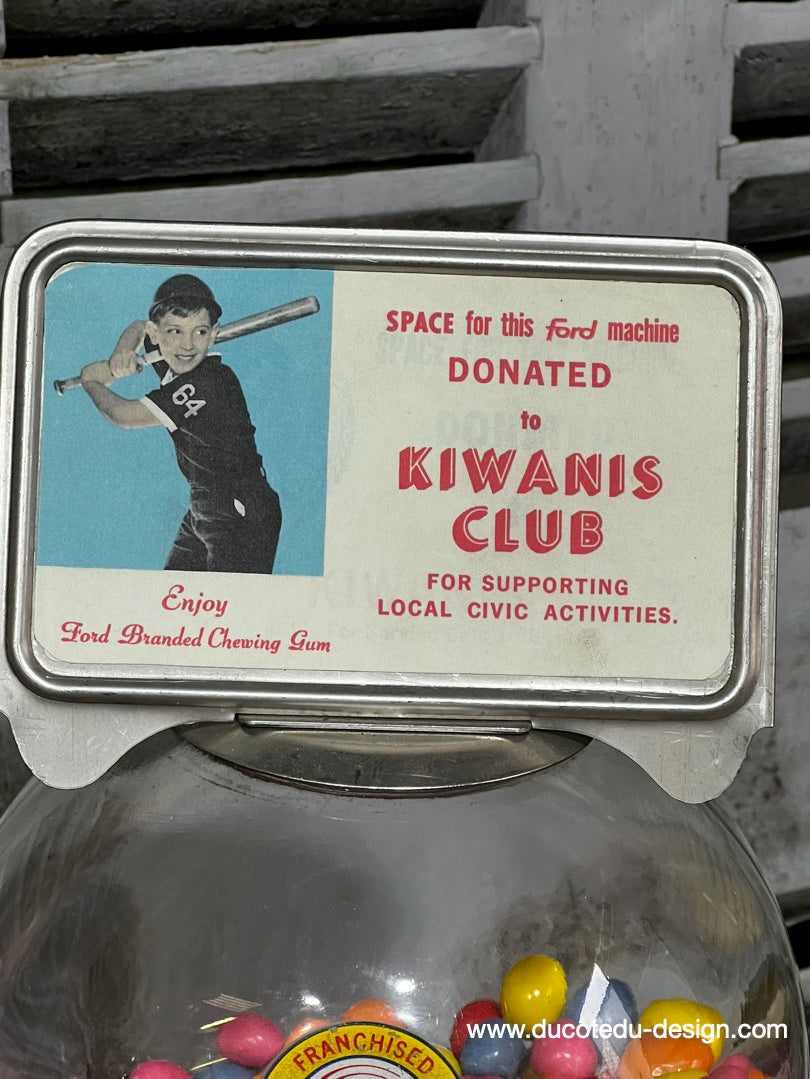 64
SPACE for this Ford machine
DONATED
to
KIWANIS
CLUB
FOR SUPPORTING
LOCAL CIVIC ACTIVITIES.
Enjoy
Ford Branded Chewing Gum
FRANCHISED
www.ducotedu-design.com